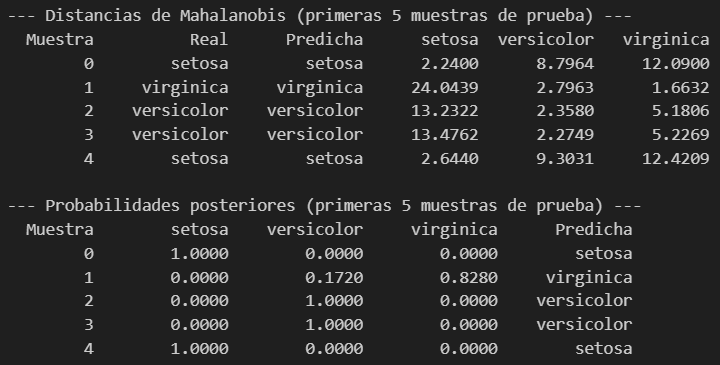 --- Distancias de Mahalanobis (primeras 5 muestras de prueba) ---
Muestra Real Predicha setosa versicolor virginica
0 setosa setosa 2.2400 8.7964 12.0900
1 virginica virginica 24.0439 2.7963 1.6632
2 versicolor versicolor 13.2322 2.3580 5.1806
3 versicolor versicolor 13.4762 2.2749 5.2269
4 setosa setosa 2.6440 9.3031 12.4209
--- Probabilidades posteriores (primeras 5 muestras de prueba) ---
Muestra setosa versicolor virginica Predicha
0 1.0000 0.0000 0.0000 setosa
1 0.0000 0.1720 0.8280 virginica
2 0.0000 1.0000 0.0000 versicolor
3 0.0000 1.0000 0.0000 versicolor
4 1.0000 0.0000 0.0000 setosa